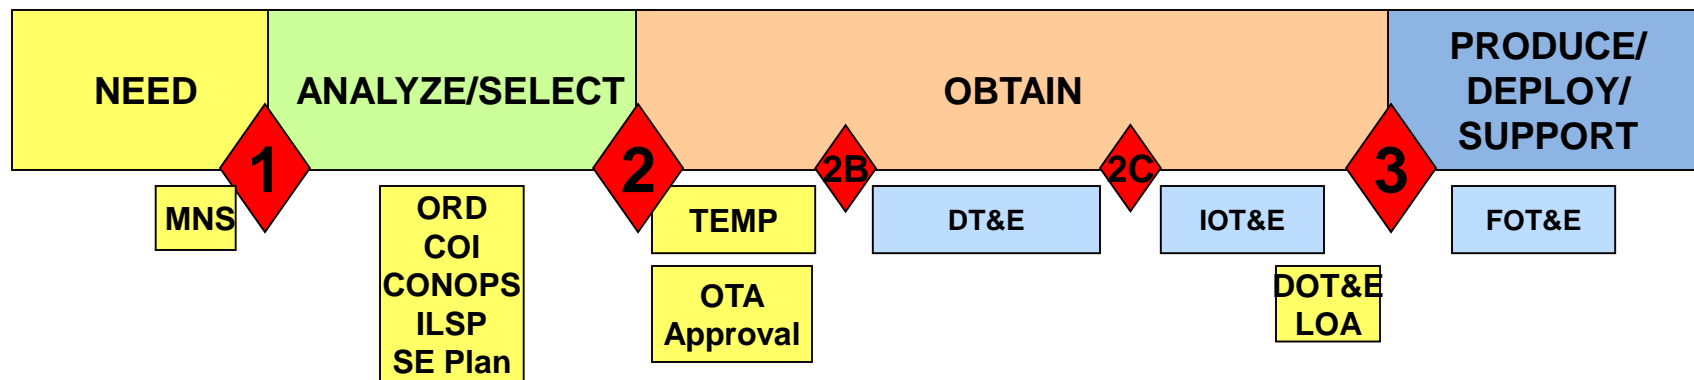 NEED
ANALYZE/SELECT
OBTAIN
PRODUCE/
DEPLOY/
SUPPORT
1
2
2B
2C
3
MNS
ORD
COI
CONOPS
ILSP
SE Plan
TEMP
OTA
Approval
DT&E
IOT&E
DOT&E
LOA
FOT&E